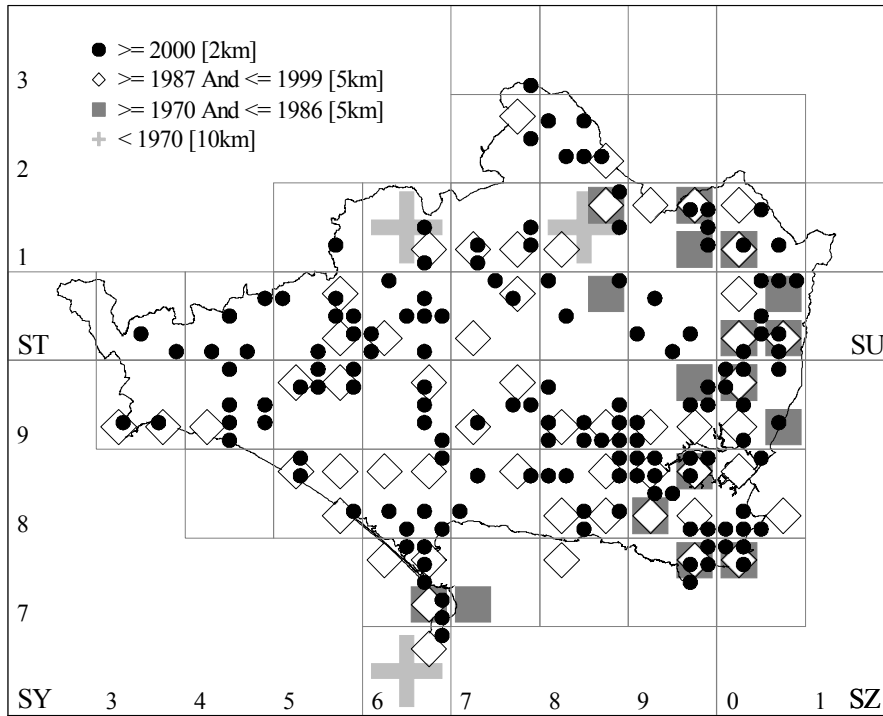 >= 2000 [2km]
>= 1987 And <= 1999 [5km]
>= 1970 And <= 1986 [5km]
< 1970 [10km]
3
2
1
ST SU
9
8
7
SY 3 4 5 6 7 8 9 0 1 SZ